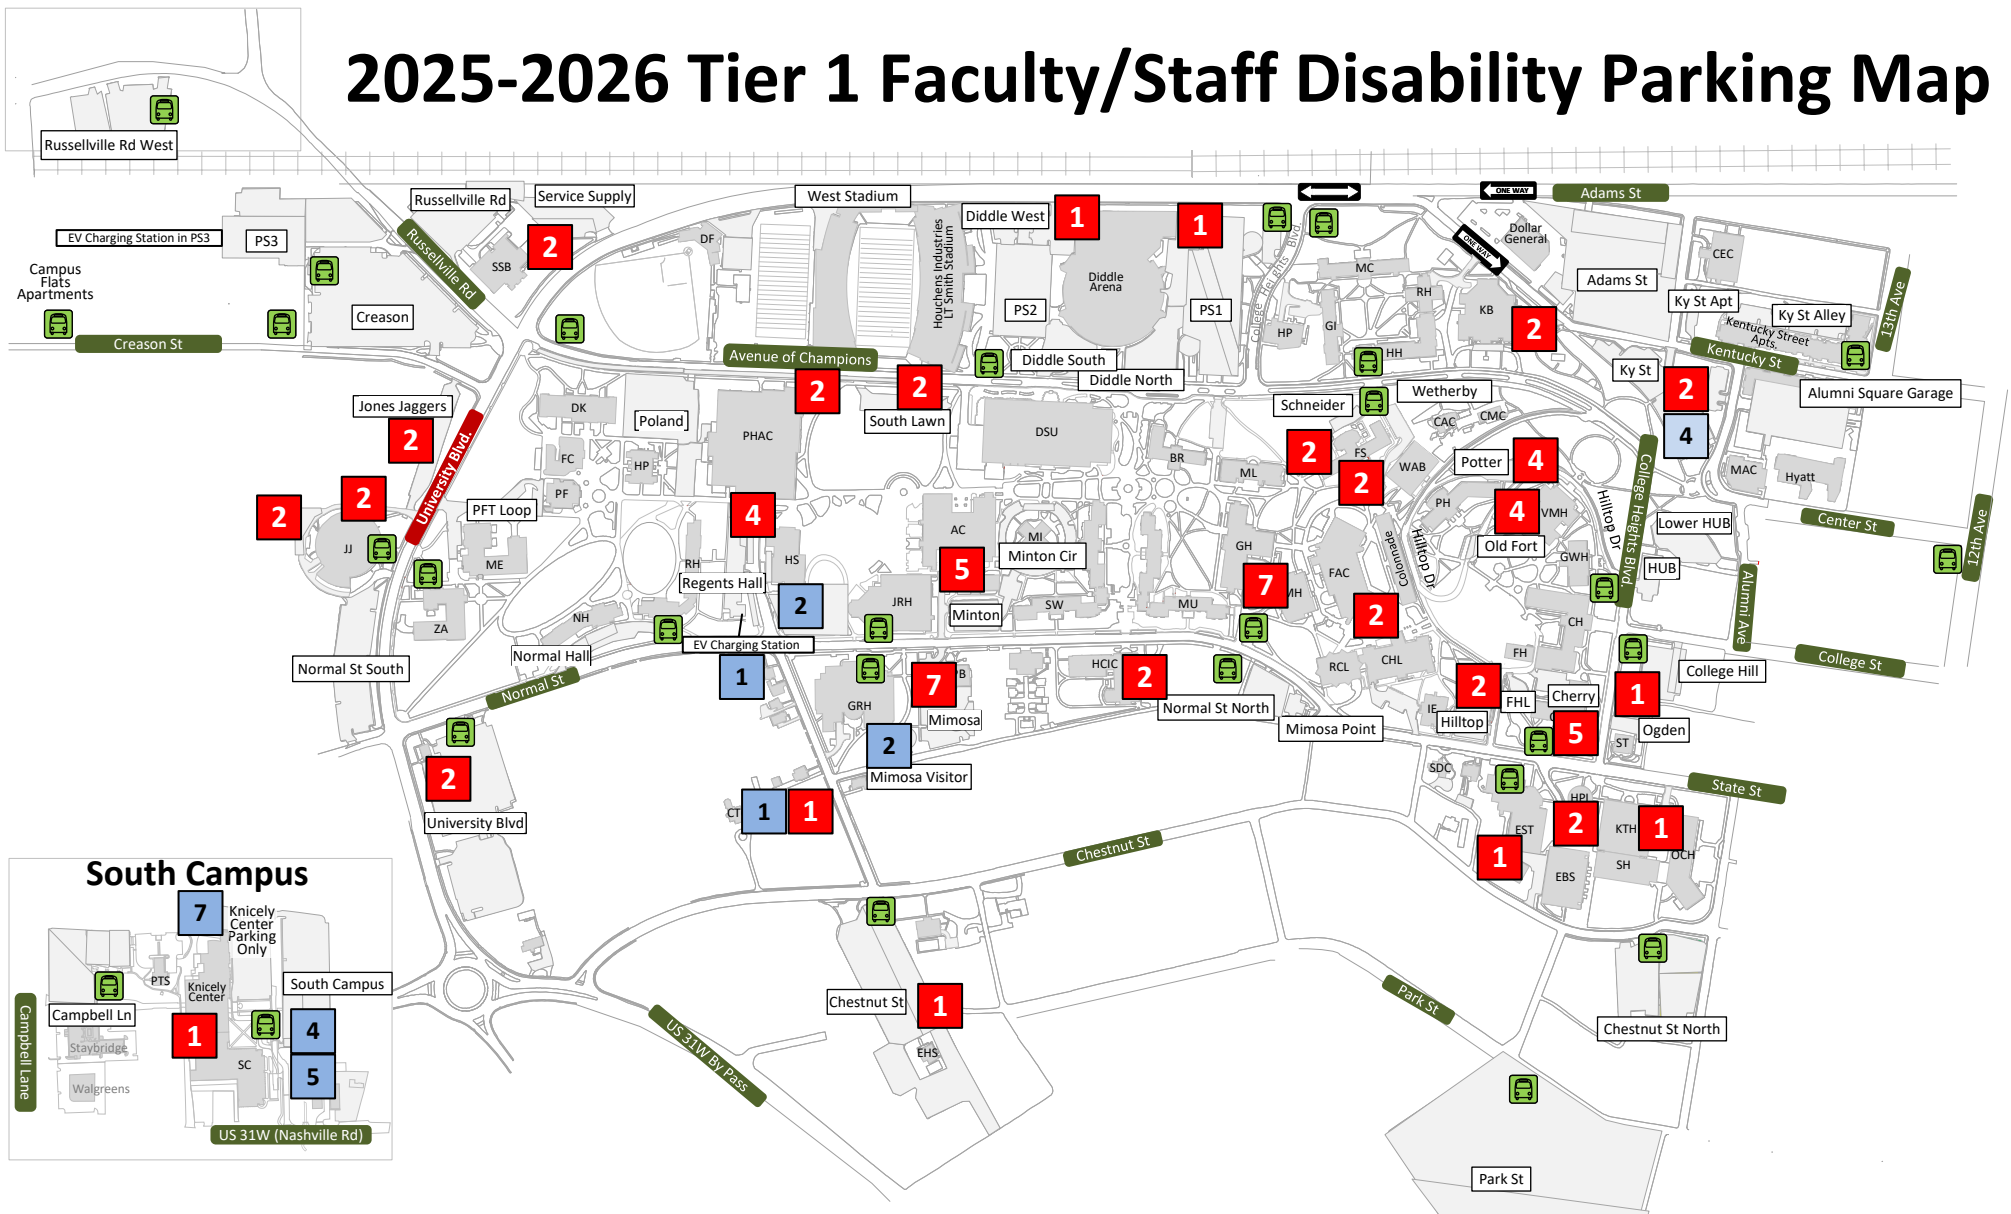 2025-2026 Tier 1 Faculty/Staff Disability Parking Map
Russellville Rd West
Russellville Rd
Service Supply
West Stadium
Diddle West
1
1
Adams St
ONE WAY
ONE WAY
Dollar
General
EV Charging Station in PS3
PS3
Russellville Rd
SSB
2
DF
Houchens Industries
LT Smith Stadium
Diddle
Arena
PS2
PS1
College Heights Blvd.
MC
RH
KB
HP
GI
HH
2
Adams St
CEC
Ky St Apt
Ky St Alley
Kentucky Street
Apts.
13th Ave
Campus
Flats
Apartments
Creason
Creason St
Avenue of Champions
Diddle South
Diddle North
Kentucky St
Ky St
2
4
Alumni Square Garage
Jones Jaggers
2
University Blvd.
DK
Poland
PHAC
2
2
South Lawn
DSU
Schneider
Wetherby
CAC
CMC
FC
HP
PF
BR
ML
2
FS
2
WAB
Potter
4
MAC
Hyatt
2
2
JJ
PFT Loop
ME
4
RH
HS
Regents Hall
AC
5
MI
Minton Cir
GH
FAC
Colonnade
Hilltop Dr
PH
4
VMH
Old Fort
GWH
Hilltop Dr
College Heights Blvd.
Lower HUB
HUB
Center St
12th Ave
ZA
NH
Normal Hall
2
EV Charging Station
JRH
Minton
SW
MU
7
MH
2
CH
Alumni Ave
College St
Normal St South
Normal St
1
GRH
7
PB
Mimosa
HCIC
2
Normal St North
RCL
CHL
Mimosa Point
IE
2
Hilltop
FH
FHL
Cherry
5
1
College Hill
Ogden
ST
2
University Blvd
2
Mimosa Visitor
CT
1
1
SDC
State St
HPL
EST
2
KTH
1
OCH
1
EBS
SH
Chestnut St
South Campus
7
Knicely
Center
Parking
Only
PTS
Knicely
Center
South Campus
Campbell Ln
Campbell Lane
Staybridge
Walgreens
1
SC
4
5
US 31W (Nashville Rd)
US 31W By Pass
Chestnut St
1
EHS
Park St
Chestnut St North
Park St